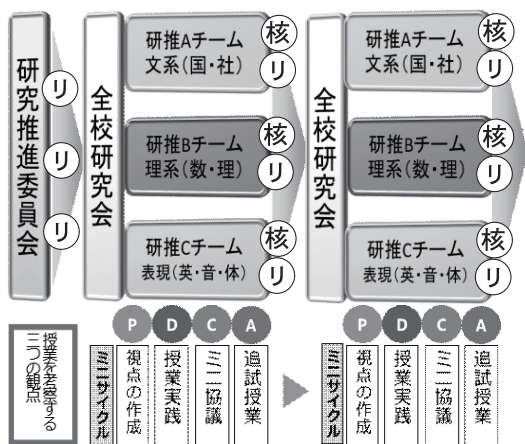 研究推進委員会
リ
リ
リ
全校研究会
研推Aチーム
文系(国・社)
核
リ
研推Bチーム
理系(数・理)
核
リ
研推Cチーム
表現(英・音・体)
核
リ
全校研究会
研推Aチーム
文系(国・社)
核
リ
研推Bチーム
理系(数・理)
核
リ
研推Cチーム
表現(英・音・体)
核
リ
授業を考察する
三つの観点
ミニサイクル
P
視点の作成
D
授業実践
C
ミニ協議
A
追試授業
ミニサイクル
P
視点の作成
D
授業実践
C
ミニ協議
A
追試授業